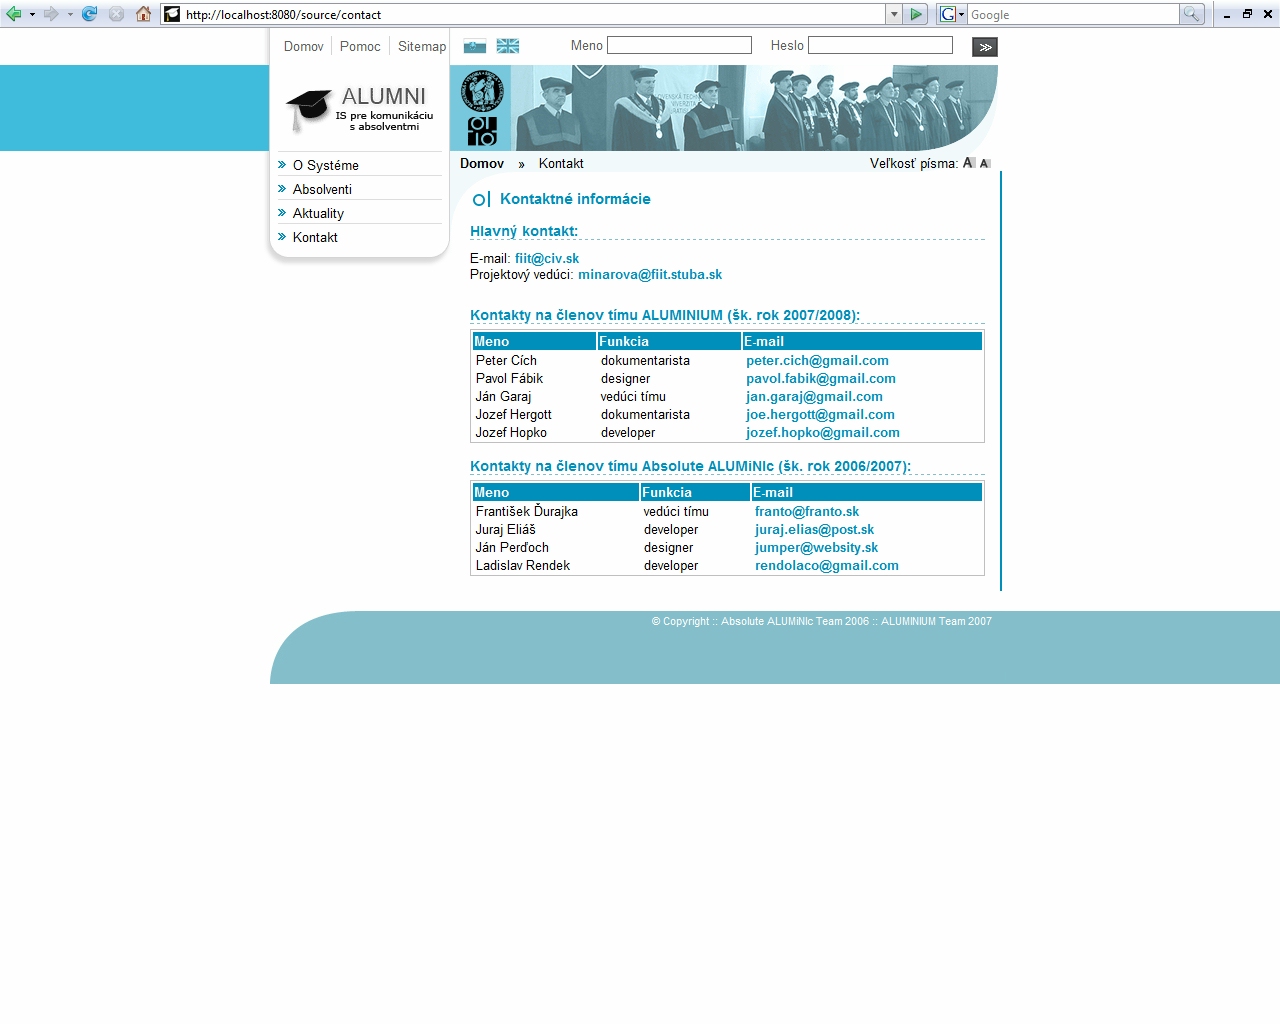 http://localhost:8080/source/contact
Google
Domov Pomoc Sitemap
Meno
Heslo
ALUMNI
IS pre komunikáciu
s absolventmi
O Systéme
Absolventi
Aktuality
Kontakt
Domov » Kontakt
Veľkosť písma: A A
Kontaktné informácie
Hlavný kontakt:
E-mail: fiit@civ.sk
Projektový vedúci: minarova@fiit.stuba.sk
Kontakty na členov tímu ALUMINIUM (šk. rok 2007/2008):
Meno Funkcia E-mail
Peter Cích dokumentarista peter.cich@gmail.com
Pavol Fábik designer pavol.fabik@gmail.com
Ján Garaj vedúci tímu jan.garaj@gmail.com
Jozef Hergott dokumentarista joe.hergott@gmail.com
Jozef Hopko developer jozef.hopko@gmail.com
Kontakty na členov tímu Absolute ALUMiNIc (šk. rok 2006/2007):
Meno Funkcia E-mail
František Ďurajka vedúci tímu franto@franto.sk
Juraj Eliáš developer juraj.elias@post.sk
Ján Perďoch designer jumper@websity.sk
Ladislav Rendek developer rendolaco@gmail.com
© Copyright :: Absolute ALUMiNIc Team 2006 :: ALUMINIUM Team 2007